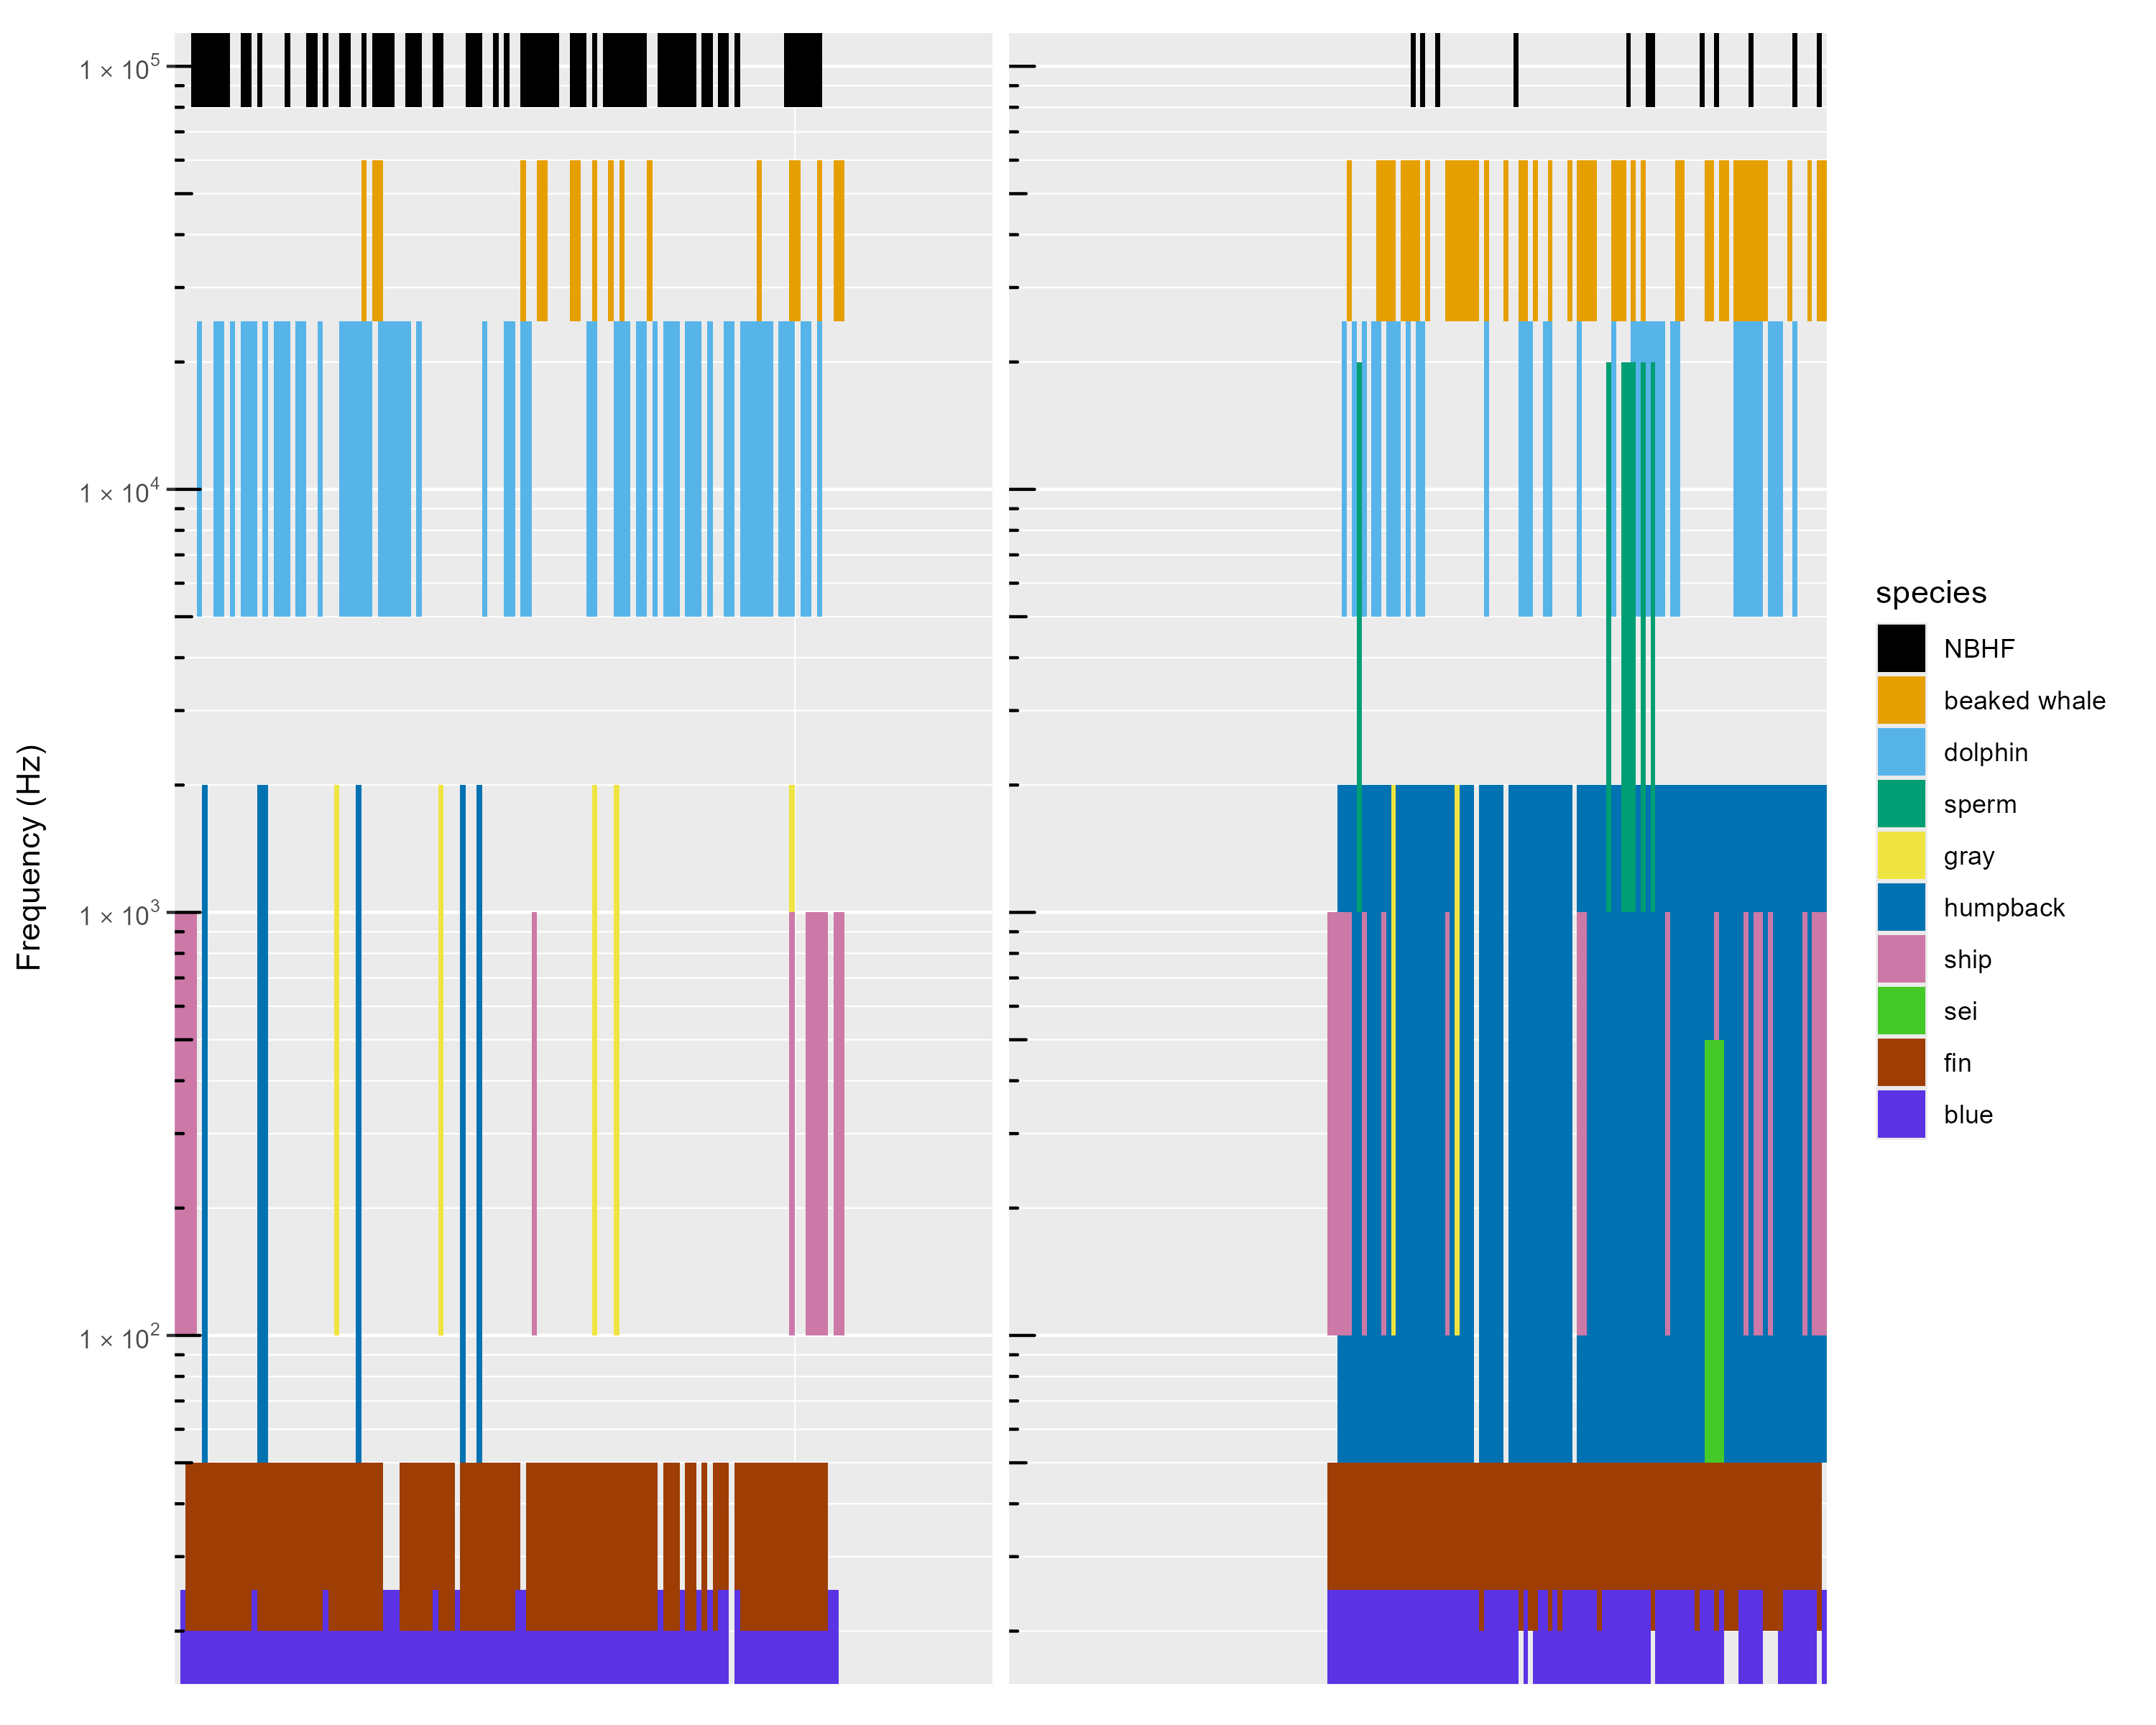 Frequency (Hz)
1 × 10⁵
1 × 10⁴
1 × 10³
1 × 10²
species
NBHF
beaked whale
dolphin
sperm
gray
humpback
ship
sei
fin
blue